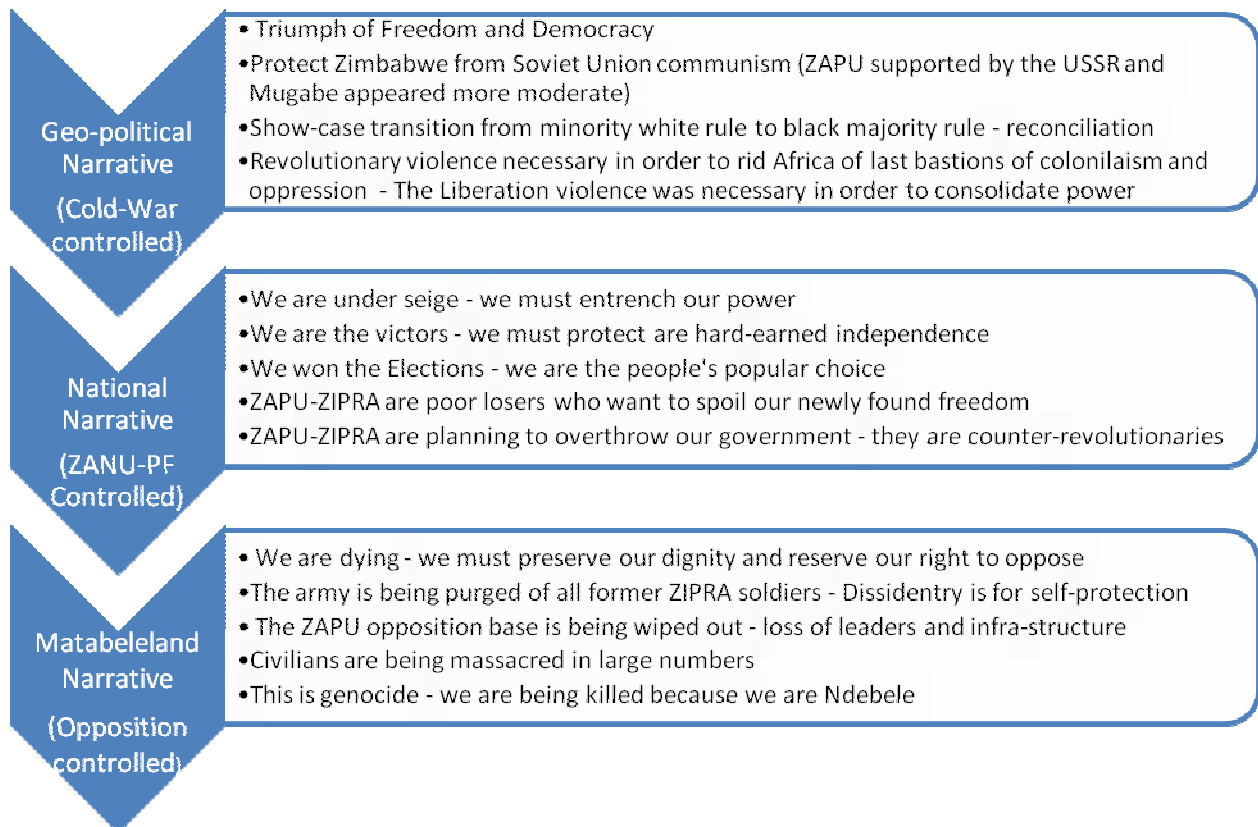 Geo-political
Narrative
(Cold-War
controlled)
• Triumph of Freedom and Democracy
•Protect Zimbabwe from Soviet Union communism (ZAPU supported by the USSR and
Mugabe appeared more moderate)
•Show-case transition from minority white rule to black majority rule - reconciliation
•Revolutionary violence necessary in order to rid Africa of last bastions of colonilaism and
oppression - The Liberation violence was necessary in order to consolidate power
National
Narrative
(ZANU-PF
Controlled)
•We are under seige - we must entrench our power
•We are the victors - we must protect are hard-earned independence
•We won the Elections - we are the people's popular choice
•ZAPU-ZIPRA are poor losers who want to spoil our newly found freedom
•ZAPU-ZIPRA are planning to overthrow our government - they are counter-revolutionaries
Matabeleland
Narrative
(Opposition
controlled)
• We are dying - we must preserve our dignity and reserve our right to oppose
•The army is being purged of all former ZIPRA soldiers - Dissidentry is for self-protection
• The ZAPU opposition base is being wiped out - loss of leaders and infra-structure
•Civilians are being massacred in large numbers
•This is genocide - we are being killed because we are Ndebele